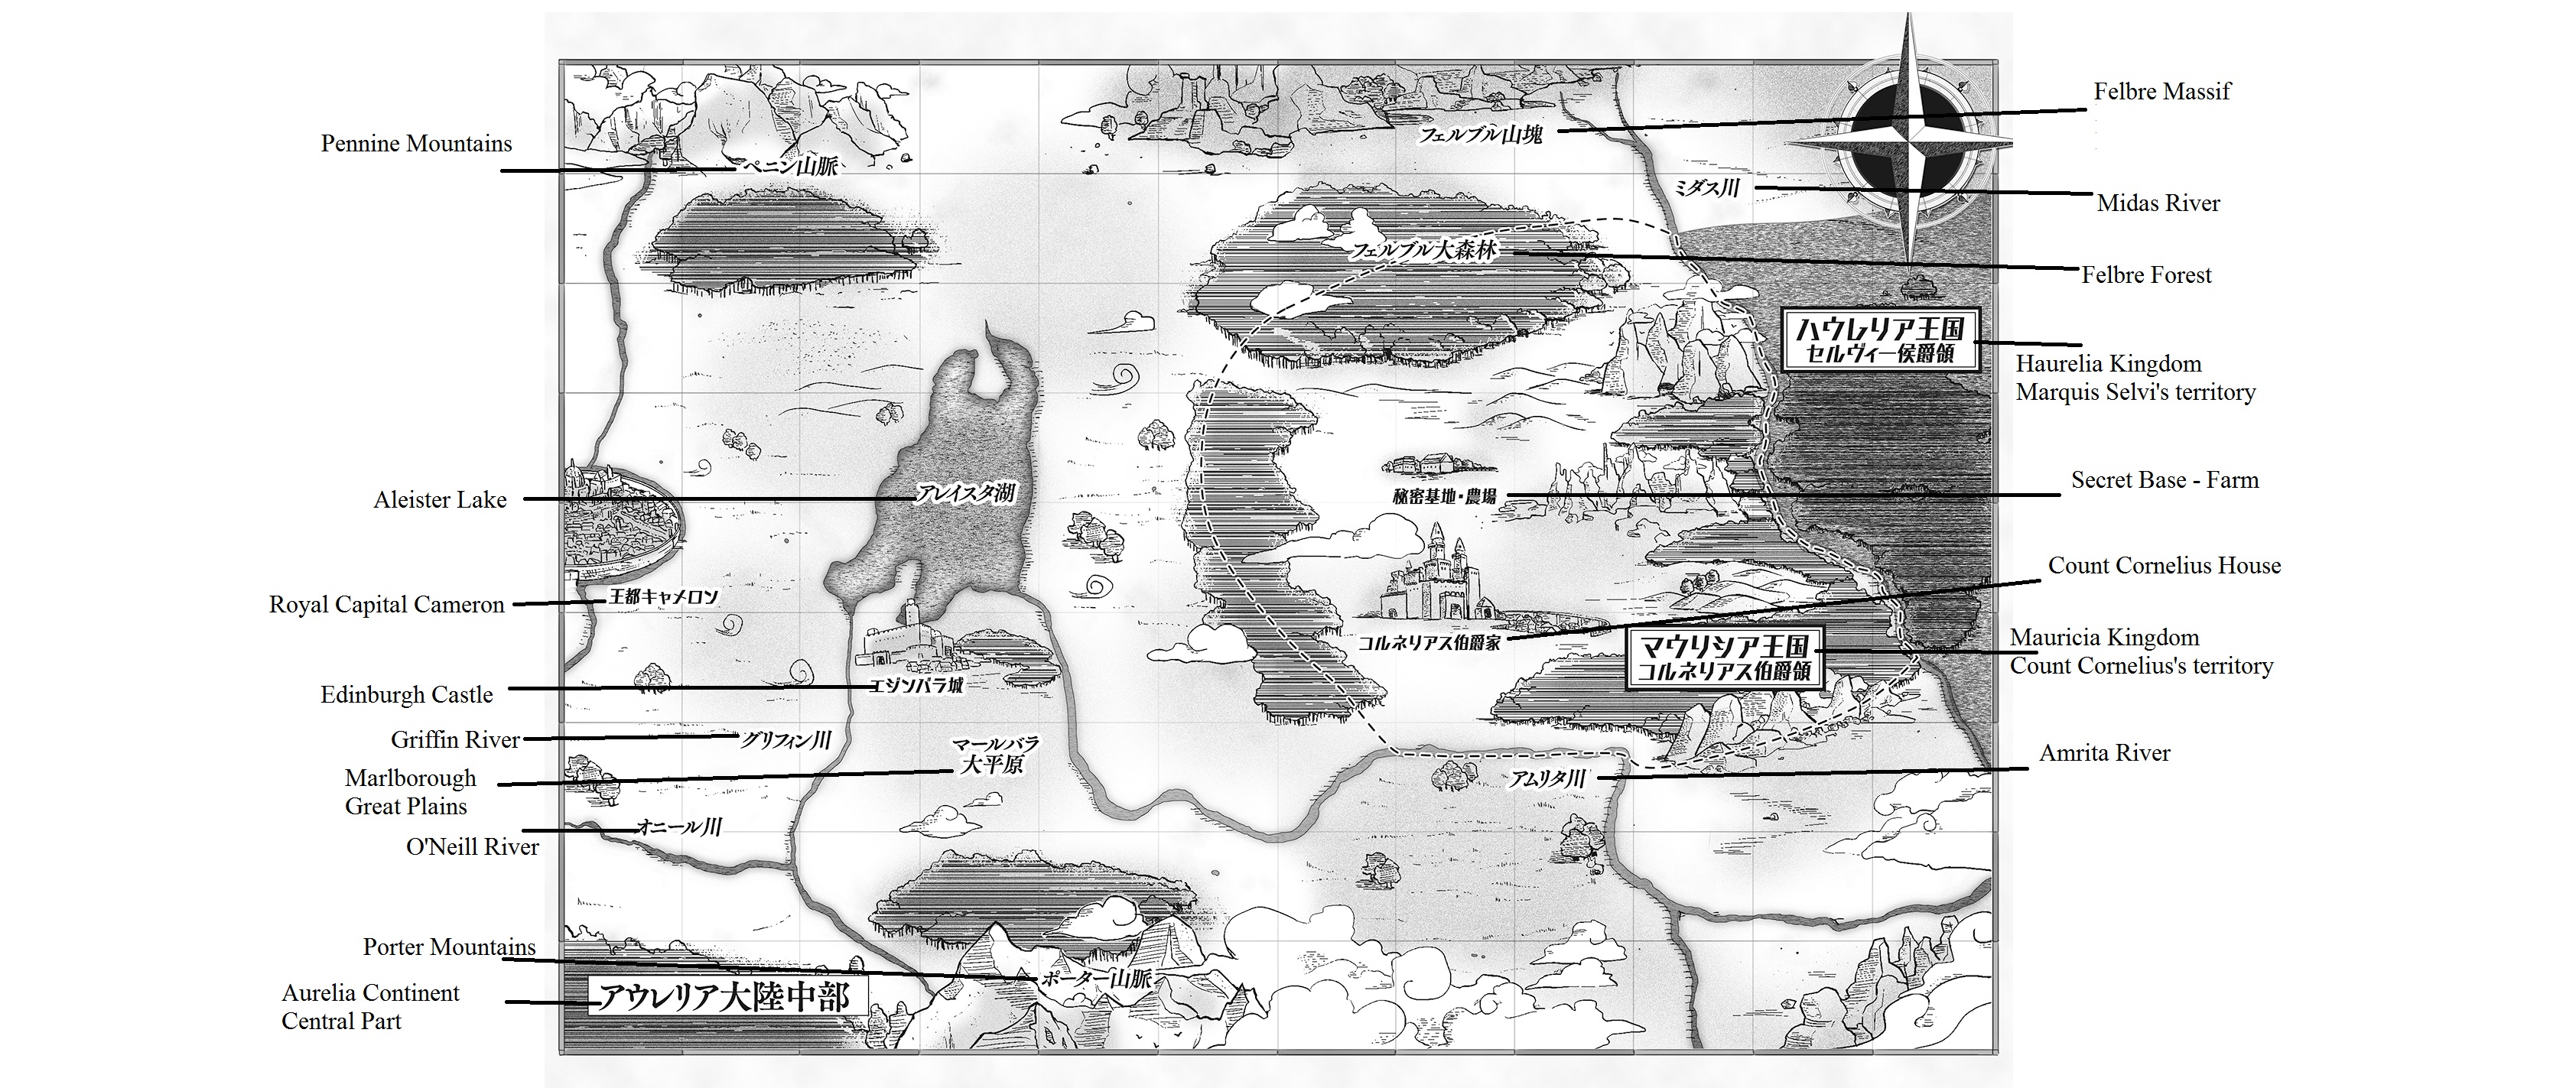 Felbre Massif
Pennine Mountains
フェルブル山塊
ペニン山脈
ミダス川
Midas River
フェルブル大森林
Felbre Forest
ハウレリア王国
セルヴィー侯爵領
Haurelia Kingdom
Marquis Selvi's territory
Aleister Lake
アレイスタ湖
秘密基地・農場
Secret Base - Farm
Count Cornelius House
Royal Capital Cameron
王都キャメロン
コルネリアス伯爵家
マウリシア王国
コルネリアス伯爵領
Mauricia Kingdom
Count Cornelius's territory
Edinburgh Castle
エジンバラ城
Griffin River
グリフィン川
マールバラ
大平原
Amrita River
アムリタ川
Marlborough
Great Plains
オニール川
O'Neill River
Porter Mountains
ポーター山脈
Aurelia Continent
Central Part
アウレリア大陸中部